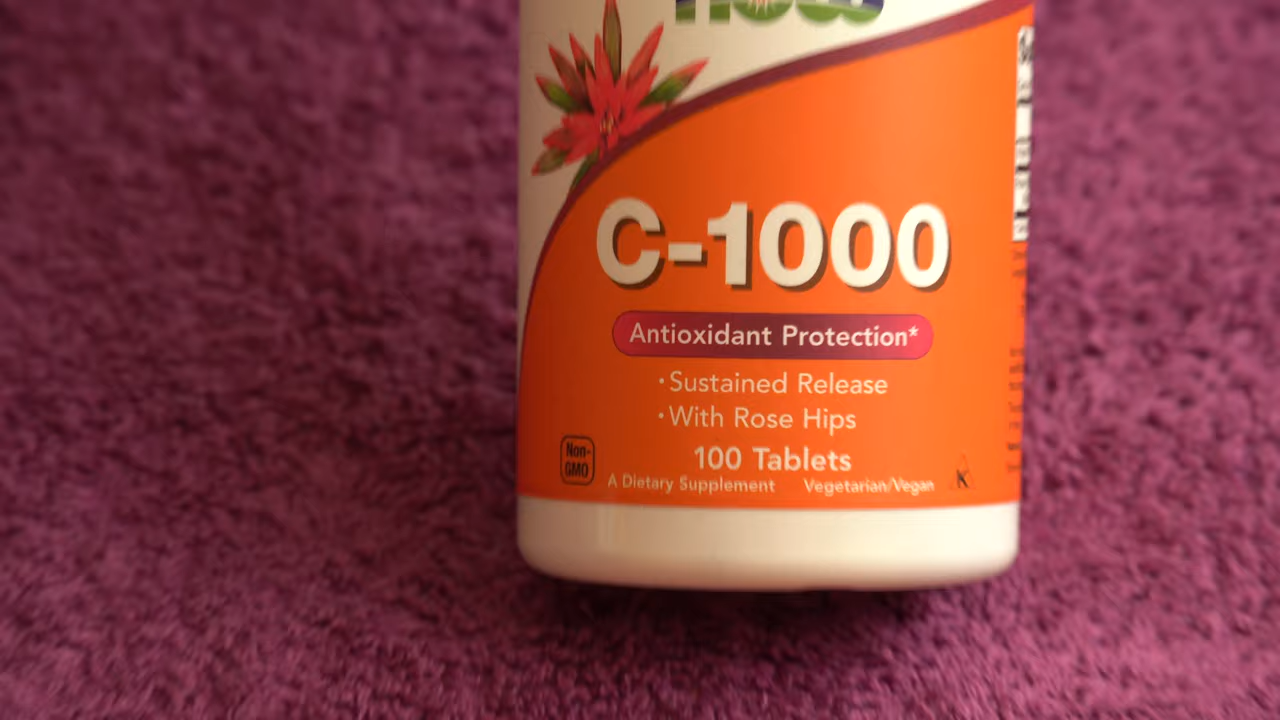 C-1000
Antioxidant Protection*
·Sustained Release
·With Rose Hips
100 Tablets
Non-
GMO
A Dietary Supplement Vegetarian/Vegan
K